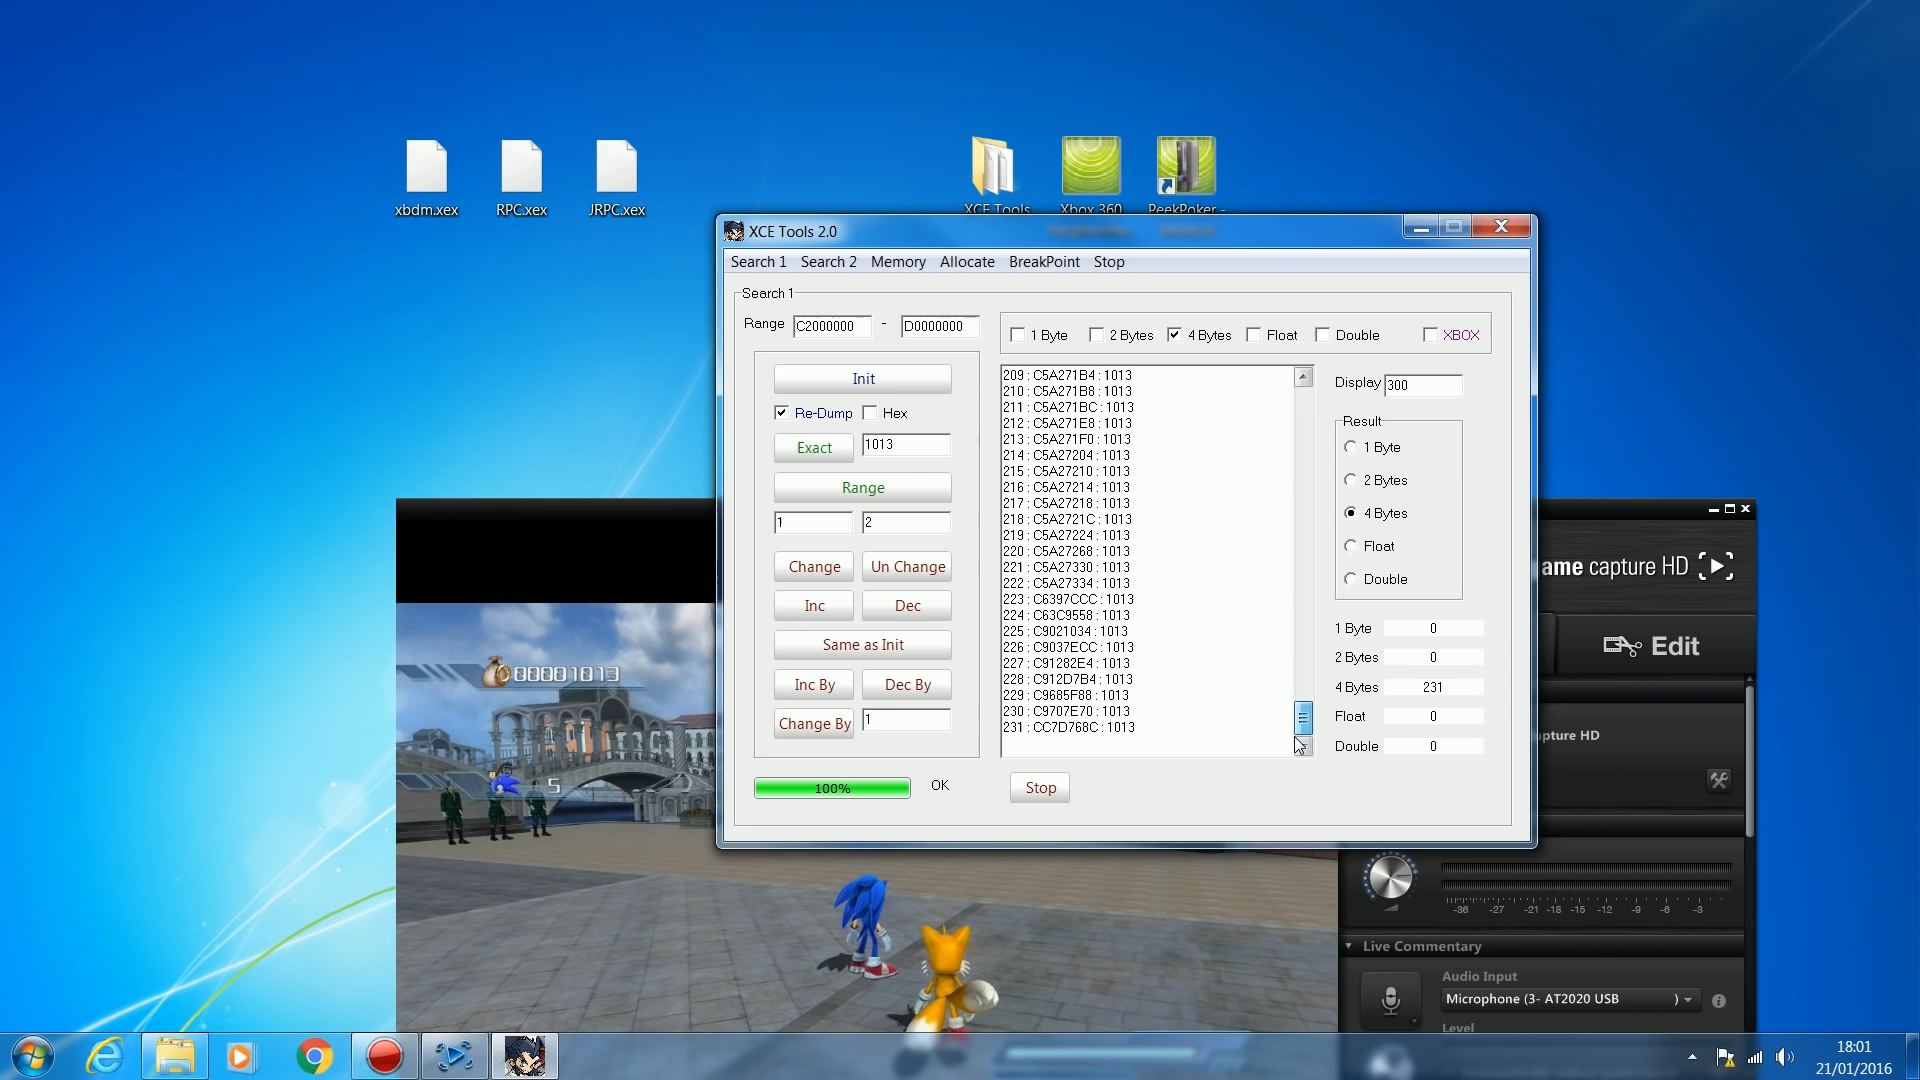 xbdm.xex
RPC.xex
JRPC.xex
XCE Tools
Xbox 360
PeekPoker -
XCE Tools 2.0
Search 1 Search 2 Memory Allocate BreakPoint Stop
Search 1
Range C2000000 - D0000000
1 Byte 2 Bytes 4 Bytes Float Double XBOX
Init
Re-Dump Hex
Exact 1013
Range
1 2
Change Un Change
Inc Dec
Same as Init
Inc By Dec By
Change By 1
100% OK
209 : C5A271B4 : 1013
210 : C5A271B8 : 1013
211 : C5A271BC : 1013
212 : C5A271E8 : 1013
213 : C5A271F0 : 1013
214 : C5A27204 : 1013
215 : C5A27210 : 1013
216 : C5A27214 : 1013
217 : C5A27218 : 1013
218 : C5A2721C : 1013
219 : C5A27224 : 1013
220 : C5A27268 : 1013
221 : C5A27330 : 1013
222 : C5A27334 : 1013
223 : C6397CCC : 1013
224 : C63C9558 : 1013
225 : C9021034 : 1013
226 : C9037ECC : 1013
227 : C91282E4 : 1013
228 : C912D7B4 : 1013
229 : C9685F88 : 1013
230 : C9707E70 : 1013
231 : CC7D768C : 1013
Stop
Display 300
Result
1 Byte
2 Bytes
4 Bytes
Float
Double
1 Byte 0
2 Bytes 0
4 Bytes 231
Float 0
Double 0
00001013
5
ame capture HD
Edit
pture HD
-36 -27 -21 -18 -15 -12 -9 -6 -3
Live Commentary
Audio Input
Microphone (3- AT2020 USB )
Level
18:01
21/01/2016